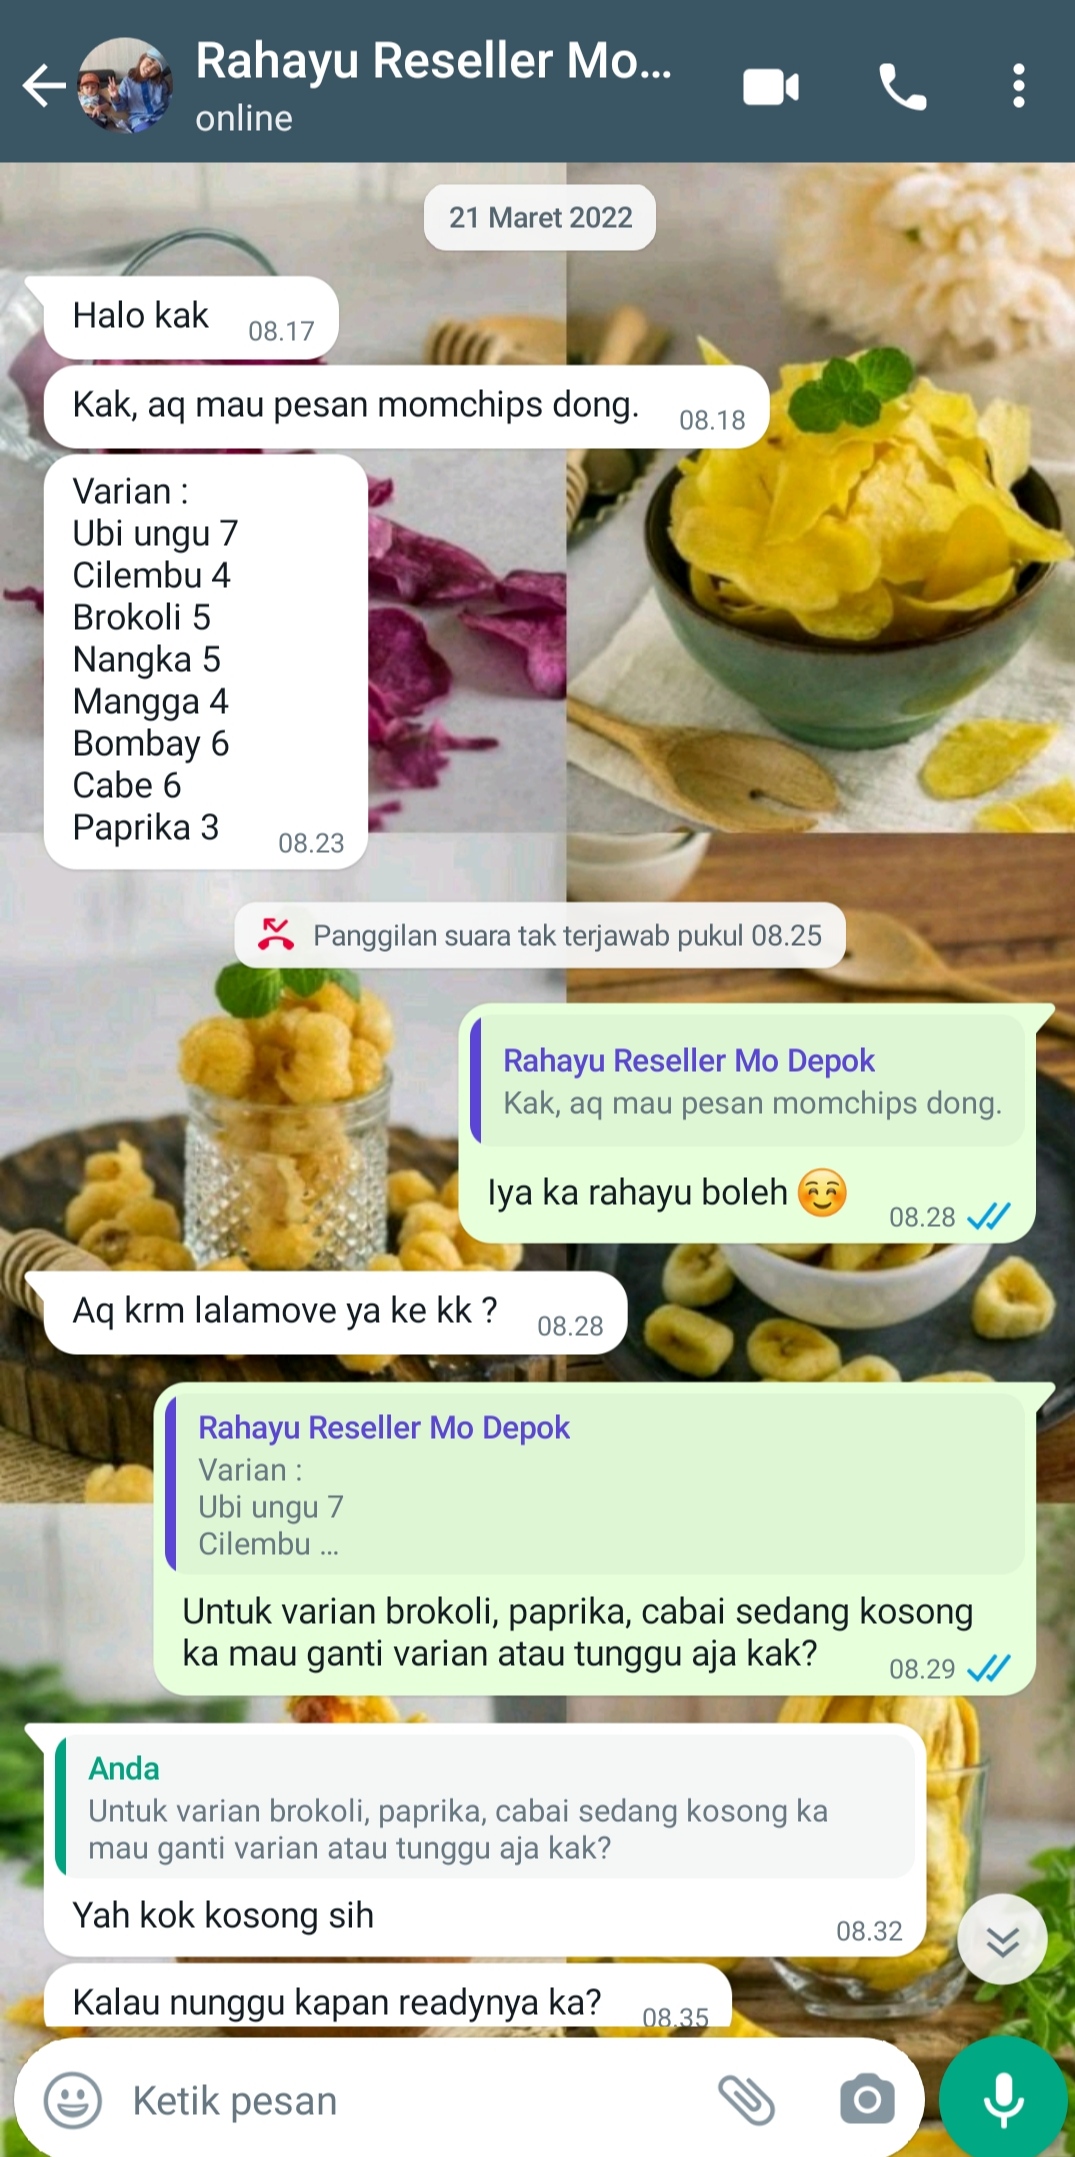 Rahayu Reseller Mo...
online
21 Maret 2022
Halo kak
08.17
Kak, aq mau pesan momchips dong.
08.18
Varian :
Ubi ungu 7
Cilembu 4
Brokoli 5
Nangka 5
Mangga 4
Bombay 6
Cabe 6
Paprika 3
08.23
Panggilan suara tak terjawab pukul 08.25
Rahayu Reseller Mo Depok
Kak, aq mau pesan momchips dong.
Iya ka rahayu boleh ☺️
08.28
Aq krm lalamove ya ke kk ?
08.28
Rahayu Reseller Mo Depok
Varian :
Ubi ungu 7
Cilembu ...
Untuk varian brokoli, paprika, cabai sedang kosong
ka mau ganti varian atau tunggu aja kak?
08.29
Anda
Untuk varian brokoli, paprika, cabai sedang kosong ka
mau ganti varian atau tunggu aja kak?
Yah kok kosong sih
08.32
Kalau nunggu kapan readynya ka?
08.35
Ketik pesan